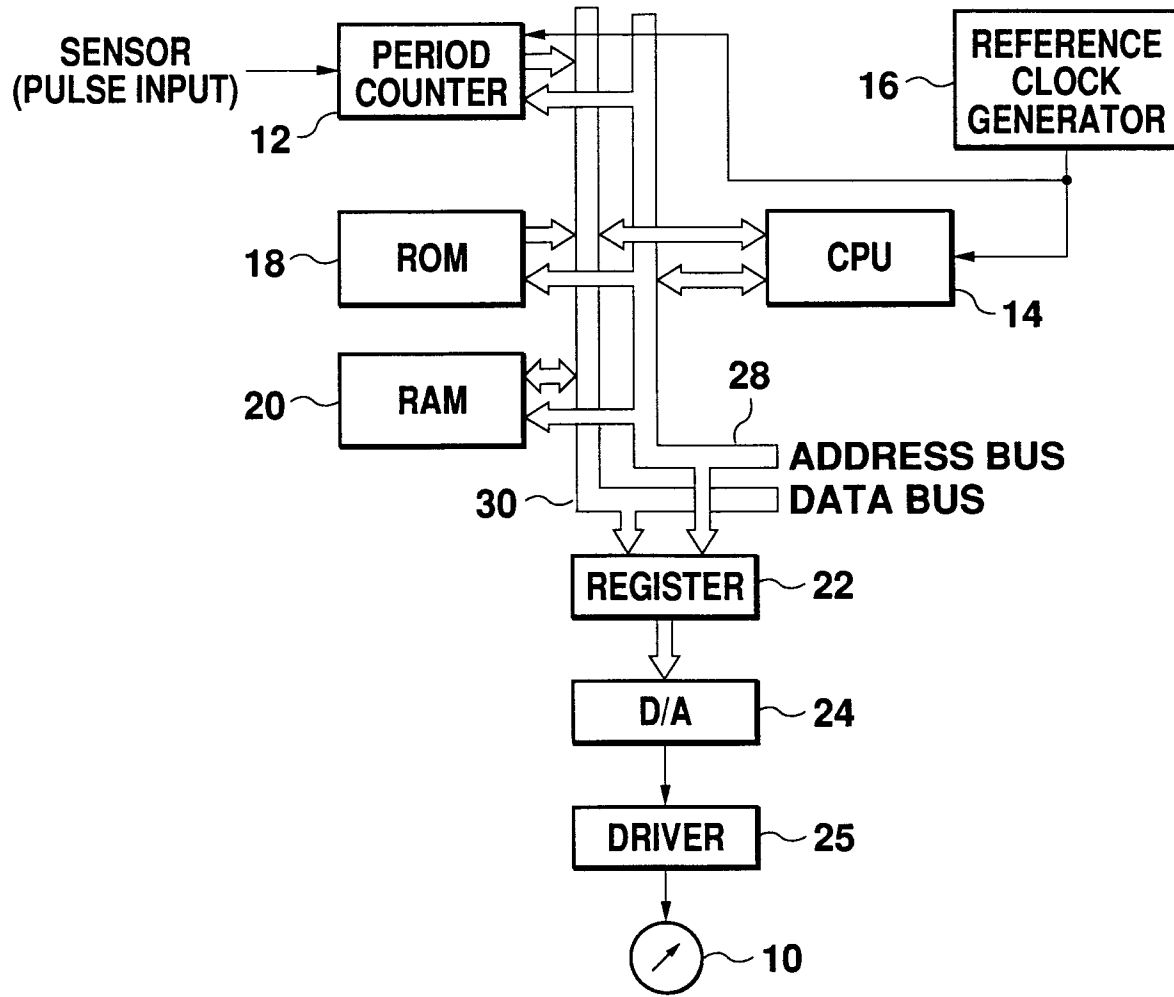 SENSOR
(PULSE INPUT)
PERIOD
COUNTER
12
REFERENCE
CLOCK
GENERATOR
16
ROM
18
CPU
14
RAM
20
28
ADDRESS BUS
DATA BUS
30
REGISTER
22
D/A
24
DRIVER
25
10